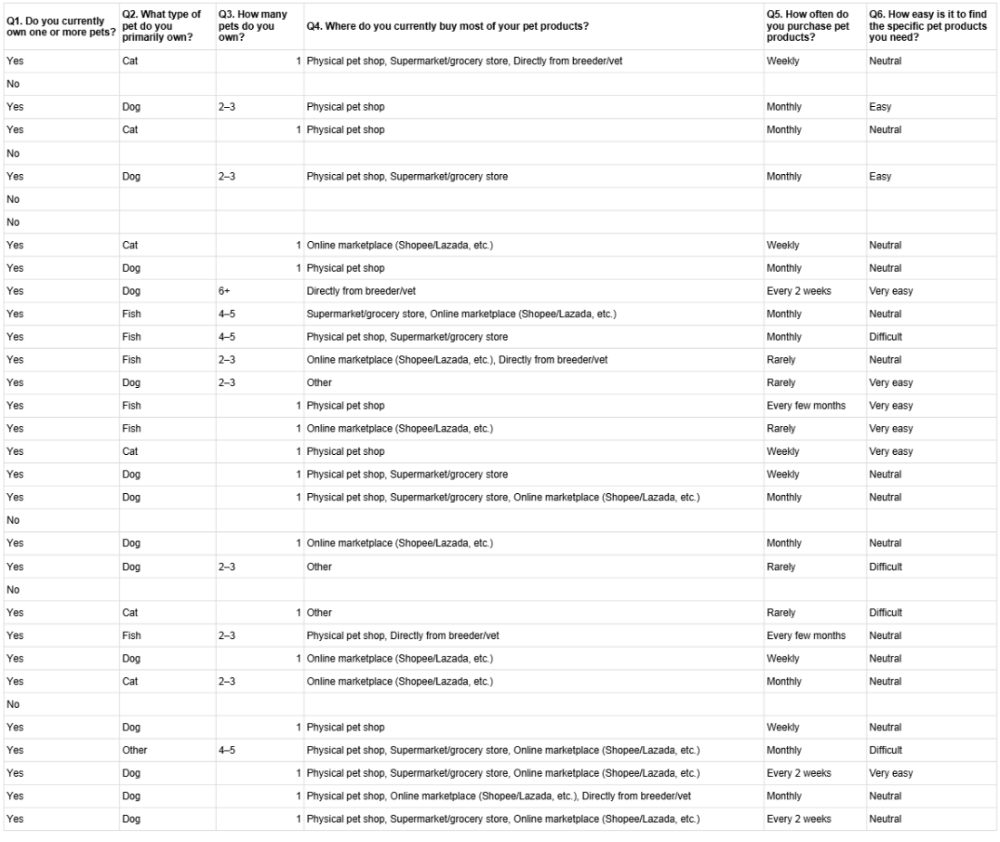 Q1. Do you currently own one or more pets? Q2. What type of pet do you primarily own? Q3. How many pets do you own? Q4. Where do you currently buy most of your pet products? Q5. How often do you purchase pet products? Q6. How easy is it to find the specific pet products you need?
Yes Cat 1 Physical pet shop, Supermarket/grocery store, Directly from breeder/vet Weekly Neutral
No
Yes Dog 2–3 Physical pet shop Monthly Easy
Yes Cat 1 Physical pet shop Monthly Neutral
No
Yes Dog 2–3 Physical pet shop, Supermarket/grocery store Monthly Easy
No
No
Yes Cat 1 Online marketplace (Shopee/Lazada, etc.) Weekly Neutral
Yes Dog 1 Physical pet shop Monthly Neutral
Yes Dog 6+ Directly from breeder/vet Every 2 weeks Very easy
Yes Fish 4–5 Supermarket/grocery store, Online marketplace (Shopee/Lazada, etc.) Monthly Neutral
Yes Fish 4–5 Physical pet shop, Supermarket/grocery store Monthly Difficult
Yes Fish 2–3 Online marketplace (Shopee/Lazada, etc.), Directly from breeder/vet Rarely Neutral
Yes Dog 2–3 Other Rarely Very easy
Yes Fish 1 Physical pet shop Every few months Very easy
Yes Fish 1 Online marketplace (Shopee/Lazada, etc.) Rarely Very easy
Yes Cat 1 Physical pet shop Weekly Very easy
Yes Dog 1 Physical pet shop, Supermarket/grocery store Weekly Neutral
Yes Dog 1 Physical pet shop, Supermarket/grocery store, Online marketplace (Shopee/Lazada, etc.) Monthly Neutral
No
Yes Dog 1 Online marketplace (Shopee/Lazada, etc.) Monthly Neutral
Yes Dog 2–3 Other Rarely Difficult
No
Yes Cat 1 Other Rarely Difficult
Yes Fish 2–3 Physical pet shop, Directly from breeder/vet Every few months Neutral
Yes Dog 1 Online marketplace (Shopee/Lazada, etc.) Weekly Neutral
Yes Cat 2–3 Online marketplace (Shopee/Lazada, etc.) Monthly Neutral
No
Yes Dog 1 Physical pet shop Weekly Neutral
Yes Other 4–5 Physical pet shop, Supermarket/grocery store, Online marketplace (Shopee/Lazada, etc.) Monthly Difficult
Yes Dog 1 Physical pet shop, Supermarket/grocery store, Online marketplace (Shopee/Lazada, etc.) Every 2 weeks Very easy
Yes Dog 1 Physical pet shop, Online marketplace (Shopee/Lazada, etc.), Directly from breeder/vet Monthly Neutral
Yes Dog 1 Physical pet shop, Supermarket/grocery store, Online marketplace (Shopee/Lazada, etc.) Every 2 weeks Neutral